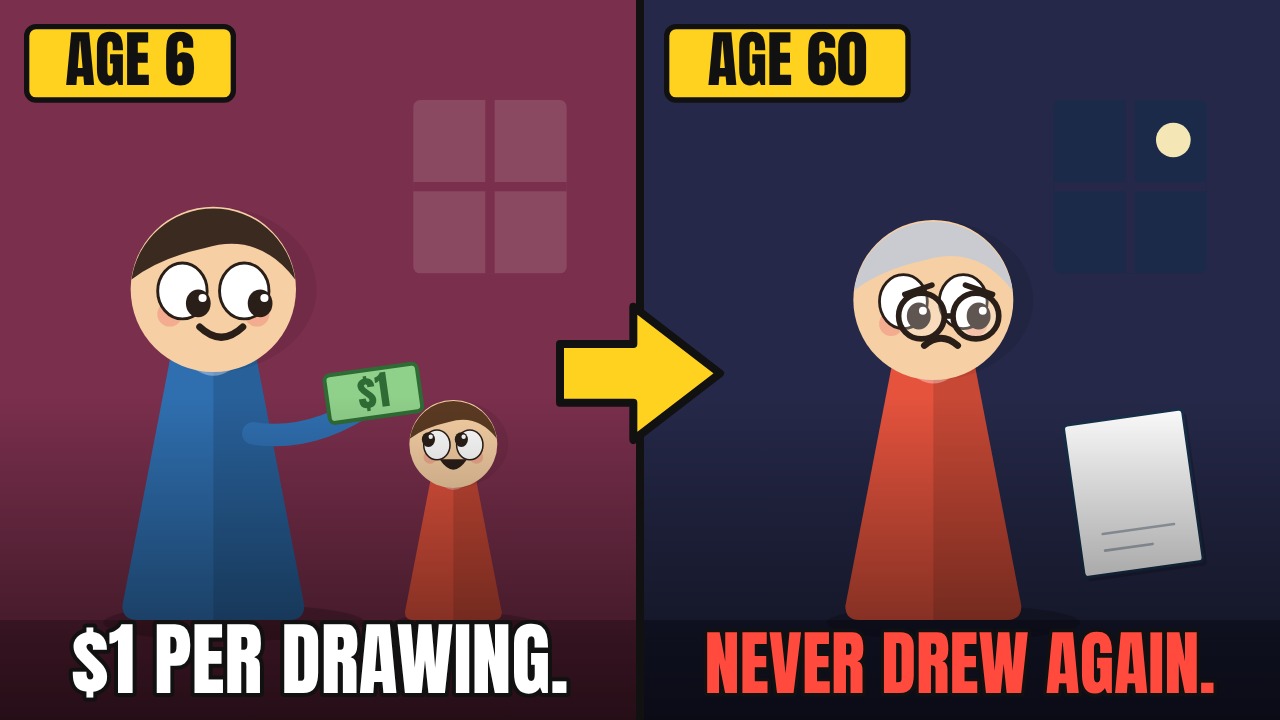 AGE 6
AGE 60
$1
$1 PER DRAWING.
NEVER DREW AGAIN.